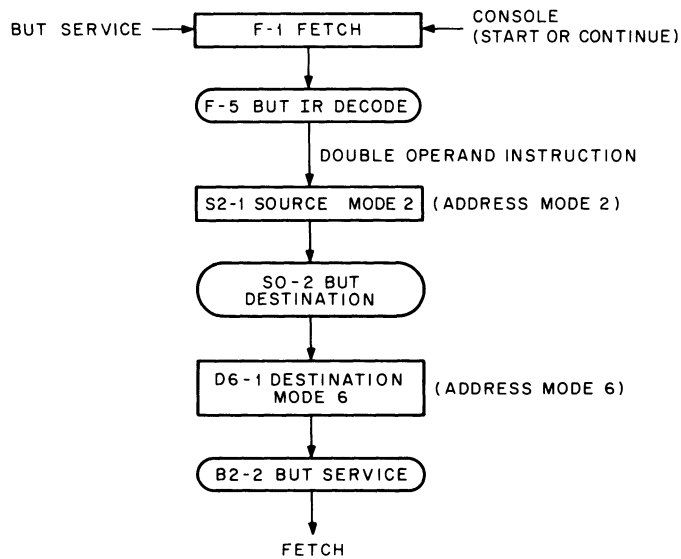 BUT SERVICE
F-1 FETCH
CONSOLE
(START OR CONTINUE)
F-5 BUT IR DECODE
DOUBLE OPERAND INSTRUCTION
S2-1 SOURCE MODE 2
(ADDRESS MODE 2)
SO-2 BUT
DESTINATION
D6-1 DESTINATION
MODE 6
(ADDRESS MODE 6)
B2-2 BUT SERVICE
FETCH